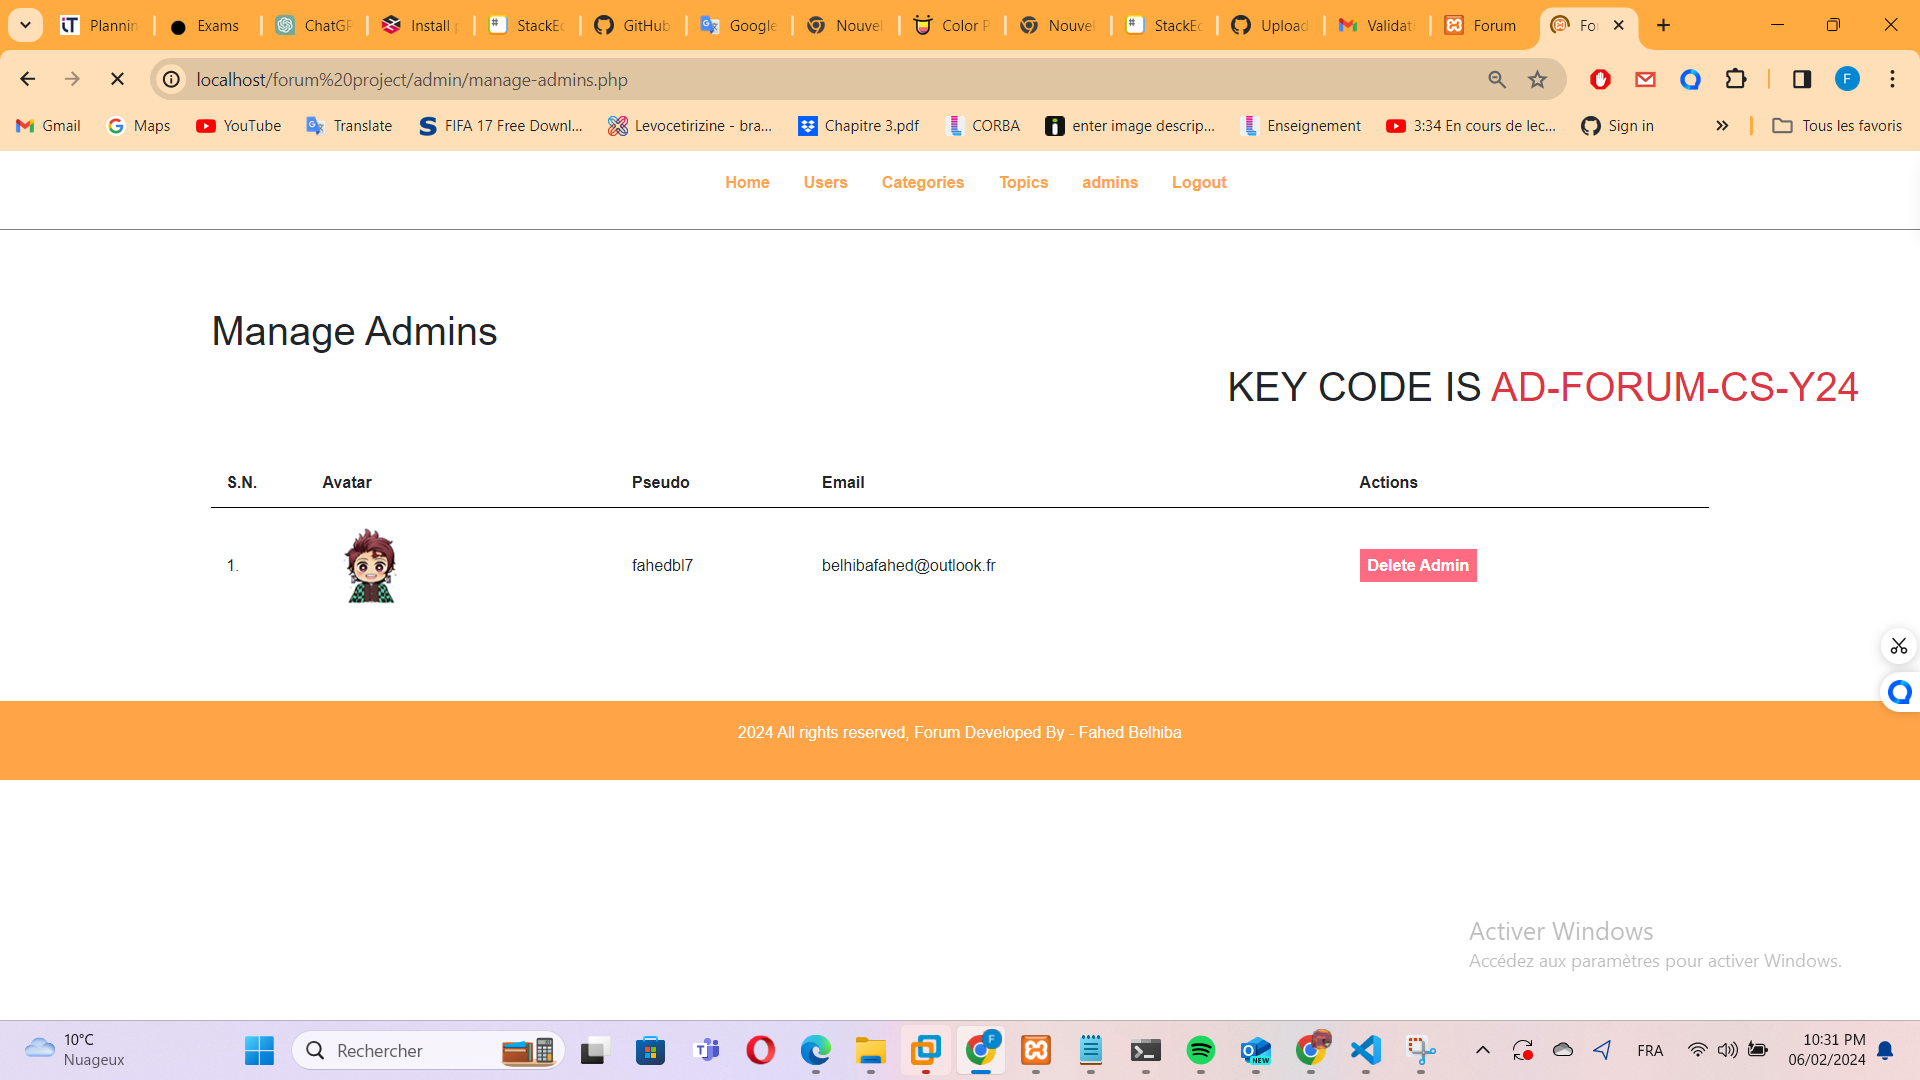 Plannin
Exams
ChatGP
Install p
StackEd
GitHub
Google
Nouvel
Color P
Nouvel
StackEd
Upload
Validati
Forum
For
localhost/forum%20project/admin/manage-admins.php
F
Gmail
Maps
YouTube
Translate
FIFA 17 Free Downl...
Levocetirizine - bra...
Chapitre 3.pdf
CORBA
enter image descrip...
Enseignement
3:34 En cours de lec...
Sign in
Tous les favoris
Home
Users
Categories
Topics
admins
Logout
Manage Admins
KEY CODE IS AD-FORUM-CS-Y24
S.N.
Avatar
Pseudo
Email
Actions
1.
fahedbl7
belhibafahed@outlook.fr
Delete Admin
2024 All rights reserved, Forum Developed By - Fahed Belhiba
Activer Windows
Accédez aux paramètres pour activer Windows.
10°C
Nuageux
Rechercher
F
NEW
FRA
10:31 PM
06/02/2024